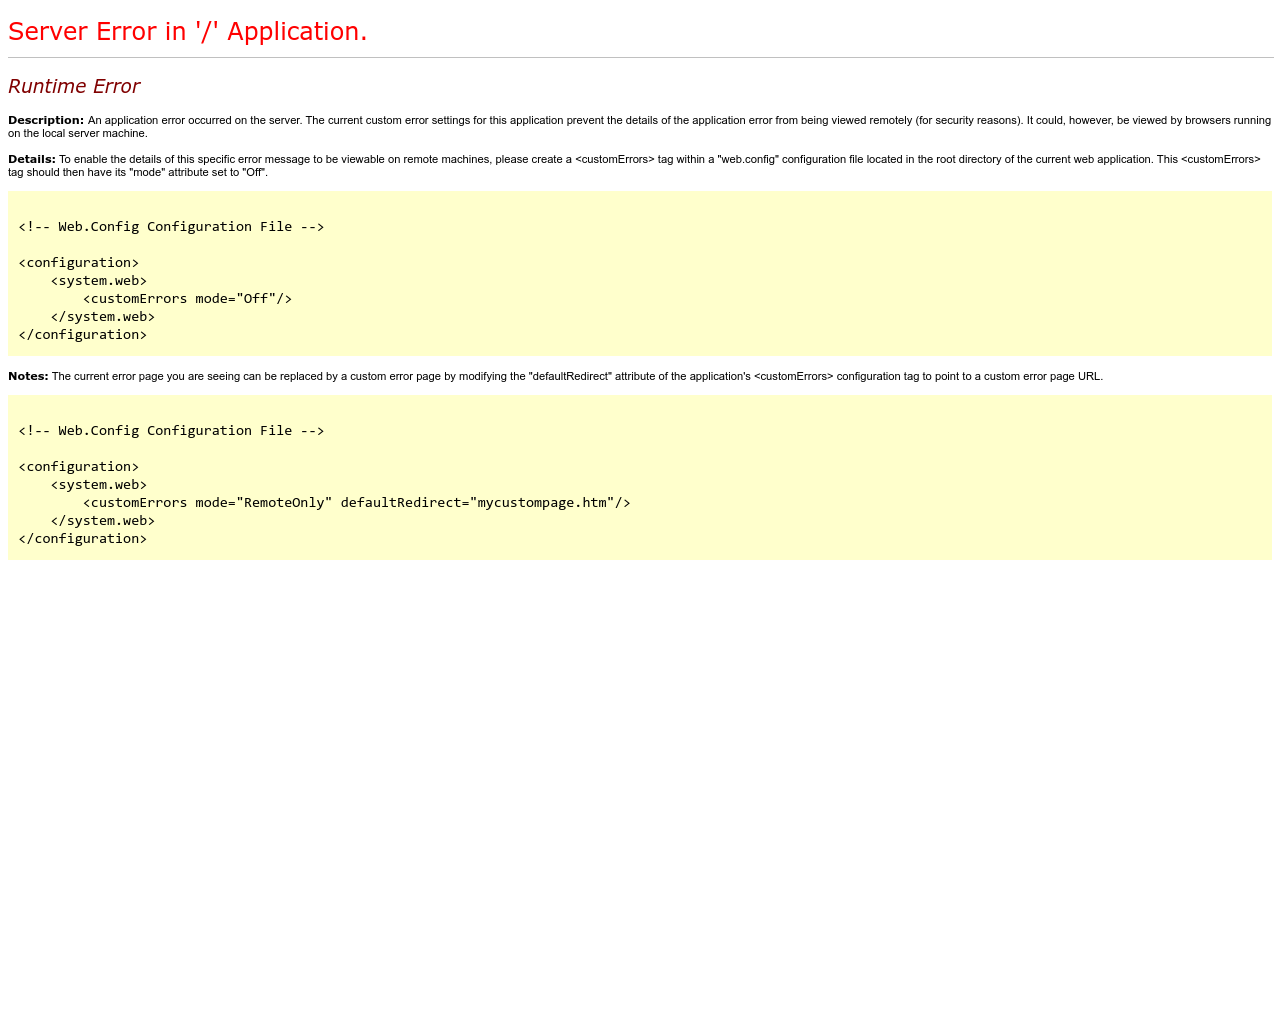 Server Error in '/' Application.
Runtime Error
Description: An application error occurred on the server. The current custom error settings for this application prevent the details of the application error from being viewed remotely (for security reasons). It could, however, be viewed by browsers running
on the local server machine.
Details: To enable the details of this specific error message to be viewable on remote machines, please create a <customErrors> tag within a "web.config" configuration file located in the root directory of the current web application. This <customErrors>
tag should then have its "mode" attribute set to "Off".
<!-- Web.Config Configuration File -->
<configuration>
    <system.web>
        <customErrors mode="Off"/>
    </system.web>
</configuration>
Notes: The current error page you are seeing can be replaced by a custom error page by modifying the "defaultRedirect" attribute of the application's <customErrors> configuration tag to point to a custom error page URL.
<!-- Web.Config Configuration File -->
<configuration>
    <system.web>
        <customErrors mode="RemoteOnly" defaultRedirect="mycustompage.htm"/>
    </system.web>
</configuration>